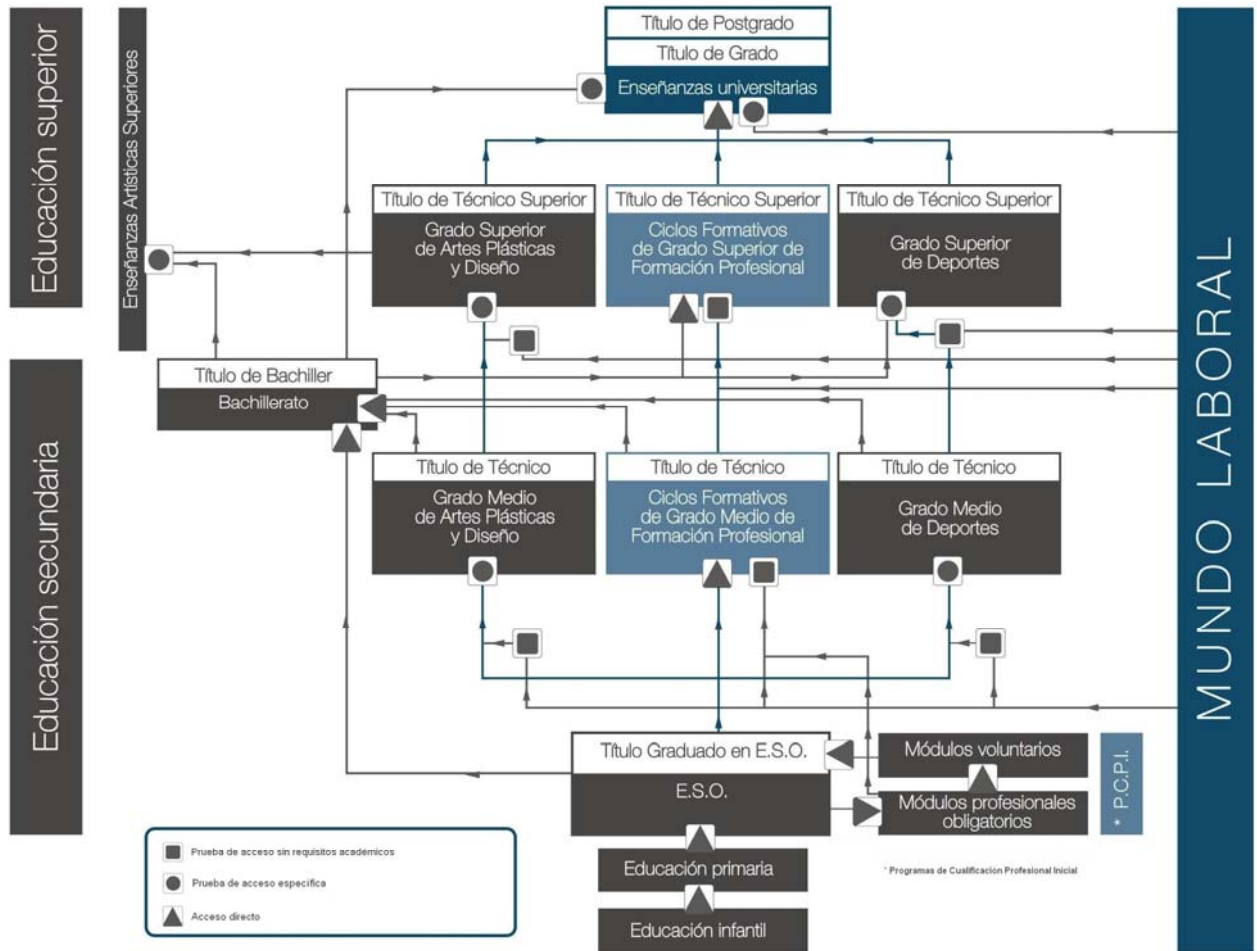 Educación superior
Enseñanzas Artísticas Superiores
Título de Postgrado
Título de Grado
Enseñanzas universitarias
Título de Técnico Superior
Grado Superior
de Artes Plásticas
y Diseño
Título de Técnico Superior
Ciclos Formativos
de Grado Superior de
Formación Profesional
Título de Técnico Superior
Grado Superior
de Deportes
MUNDO LABORAL
Educación secundaria
Título de Bachiller
Bachillerato
Título de Técnico
Grado Medio
de Artes Plásticas
y Diseño
Título de Técnico
Ciclos Formativos
de Grado Medio de
Formación Profesional
Título de Técnico
Grado Medio
de Deportes
Título Graduado en E.S.O.
E.S.O.
Módulos voluntarios
Módulos profesionales
obligatorios
* P.C.P.I.
Educación primaria
Educación infantil
* Programas de Cualificación Profesional Inicial
Prueba de acceso sin requisitos académicos
Prueba de acceso específica
Acceso directo